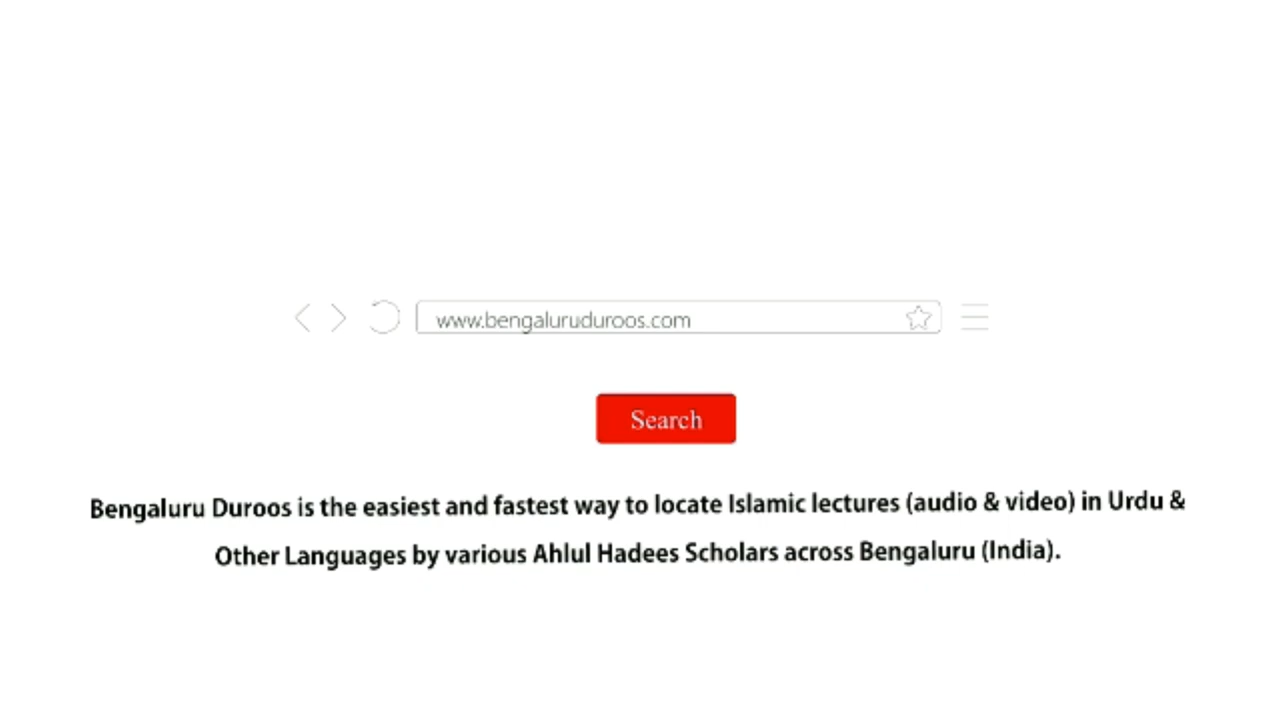 www.bengaluruduroos.com
Search
Bengaluru Duroos is the easiest and fastest way to locate Islamic lectures (audio & video) in Urdu &
Other Languages by various Ahlul Hadees Scholars across Bengaluru (India).